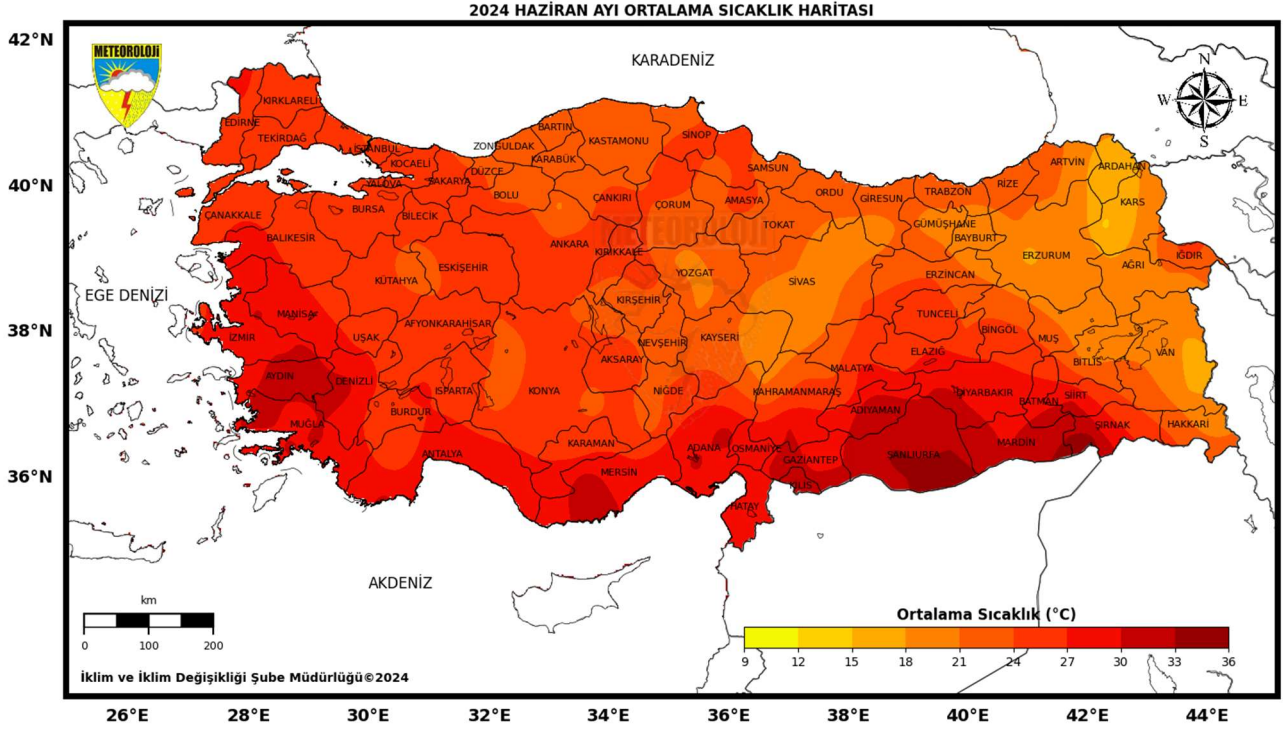 2024 HAZİRAN AYI ORTALAMA SICAKLIK HARİTASI
42°N
40°N
38°N
36°N
METEOROLOJİ
KARADENİZ
N
W
E
S
KIRKLARELİ
EDİRNE
TEKİRDAĞ
İSTANBUL
KOCAELİ
YALOVA
SAKARYA
DÜZCE
ZONGULDAK
BARTIN
KARABÜK
KASTAMONU
SİNOP
SAMSUN
BOLU
ÇANKIRI
ÇORUM
AMASYA
ORDU
GİRESUN
TRABZON
RİZE
ARTVİN
ARDAHAN
KARS
ÇANAKKALE
BURSA
BİLECİK
BALIKESİR
ANKARA
KIRIKKALE
METEOROLOJİ
TOKAT
GÜMÜŞHANE
BAYBURT
ERZURUM
AĞRI
IĞDIR
EGE DENİZİ
KÜTAHYA
ESKİŞEHİR
YOZGAT
SİVAS
ERZİNCAN
MANİSA
İZMİR
UŞAK
AFYONKARAHİSAR
KIRŞEHİR
NEVŞEHİR
KAYSERİ
AKSARAY
TUNCELİ
BİNGÖL
MUŞ
ELAZIĞ
BİTLİS
VAN
AYDIN
DENİZLİ
ISPARTA
KONYA
NİĞDE
KAHRAMANMARAŞ
MALATYA
DİYARBAKIR
BATMAN
SİİRT
MUĞLA
BURDUR
ADIYAMAN
MARDİN
ŞIRNAK
HAKKARİ
ANTALYA
KARAMAN
MERSİN
ADANA
OSMANİYE
GAZİANTEP
KİLİS
ŞANLIURFA
HATAY
AKDENİZ
km
0 100 200
İklim ve İklim Değişikliği Şube Müdürlüğü©2024
Ortalama Sıcaklık (°C)
9 12 15 18 21 24 27 30 33 36
26°E 28°E 30°E 32°E 34°E 36°E 38°E 40°E 42°E 44°E